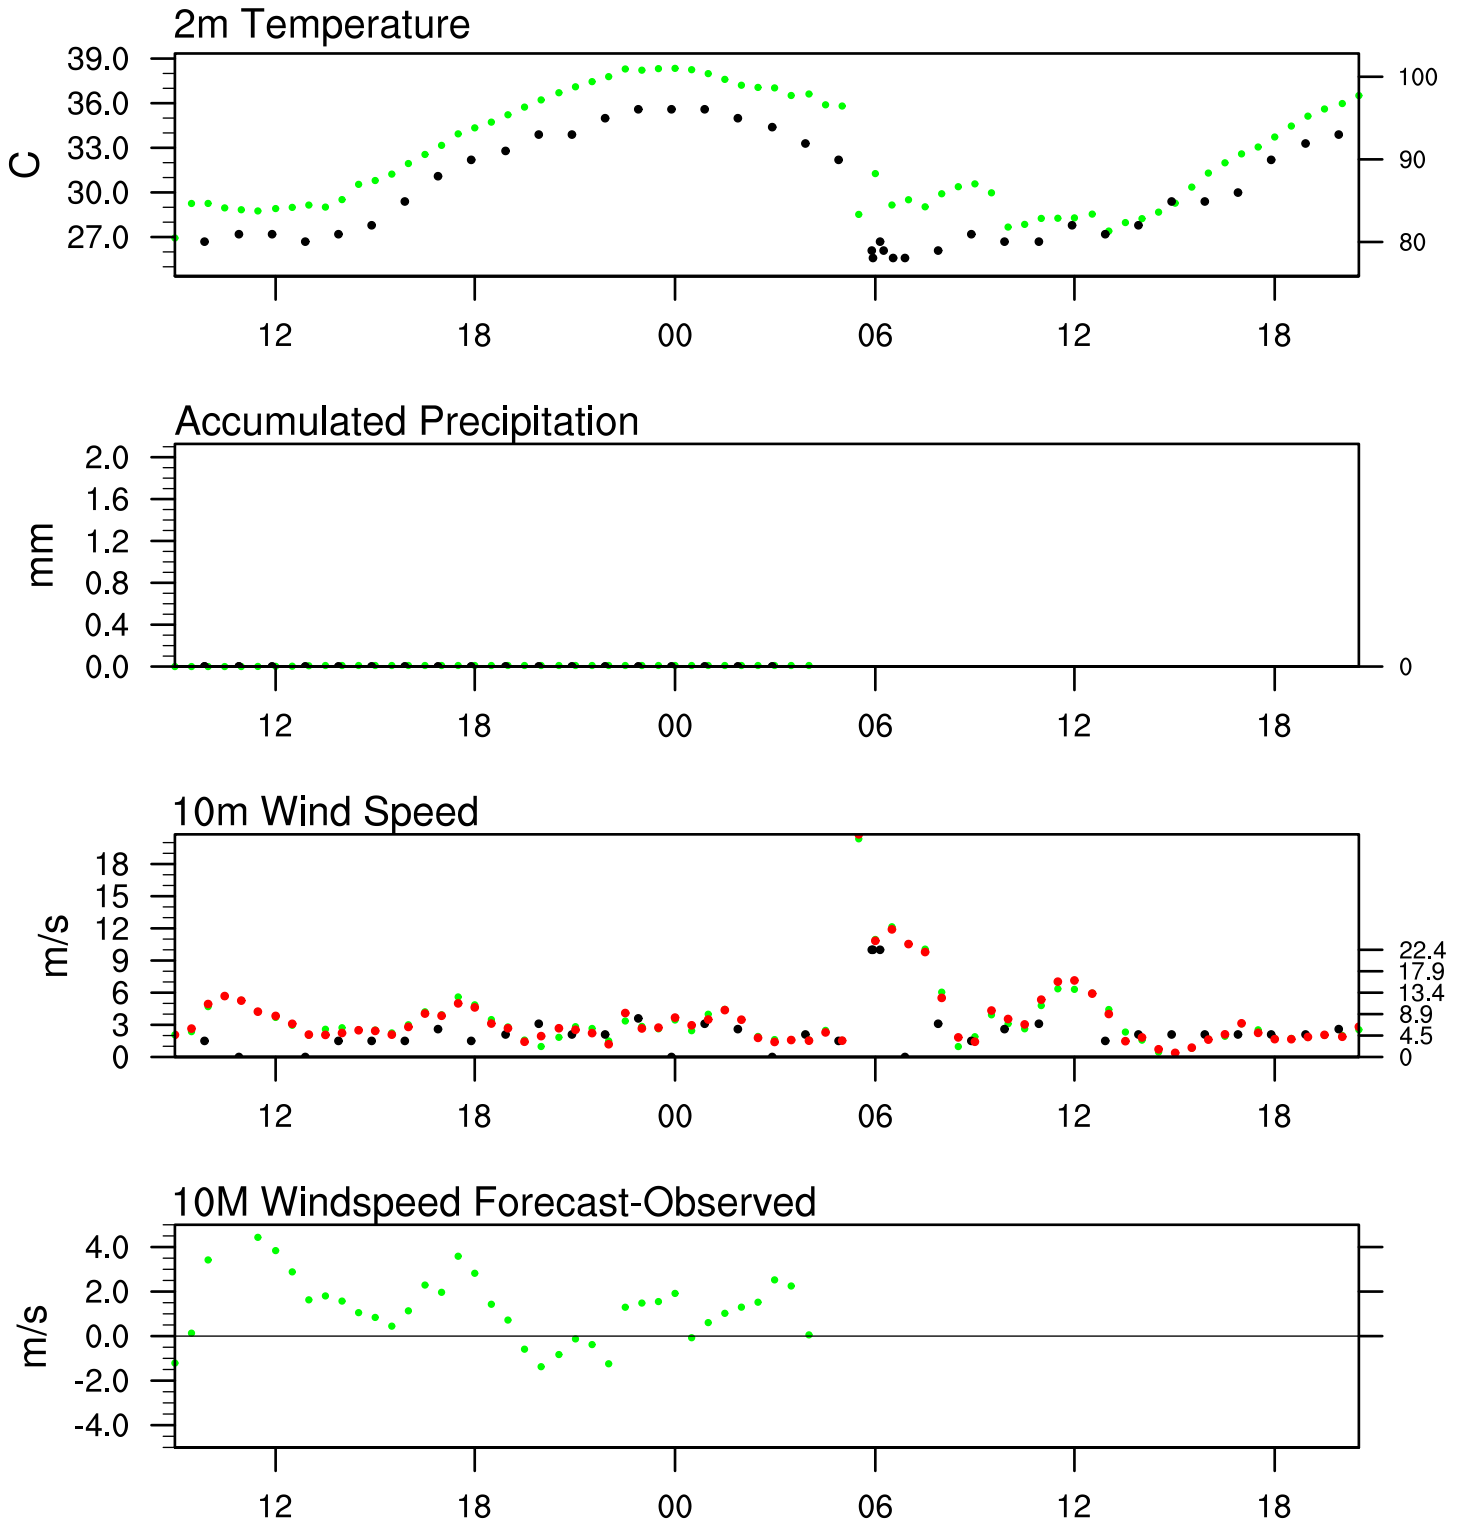 2m Temperature
39.0
36.0
33.0
30.0
27.0
C
100
90
80
12 18 00 06 12 18
Accumulated Precipitation
2.0
1.6
1.2
0.8
0.4
0.0
mm
0
12 18 00 06 12 18
10m Wind Speed
18
15
12
9
6
3
0
m/s
22.4
17.9
13.4
8.9
4.5
0
12 18 00 06 12 18
10M Windspeed Forecast-Observed
4.0
2.0
0.0
-2.0
-4.0
m/s
12 18 00 06 12 18